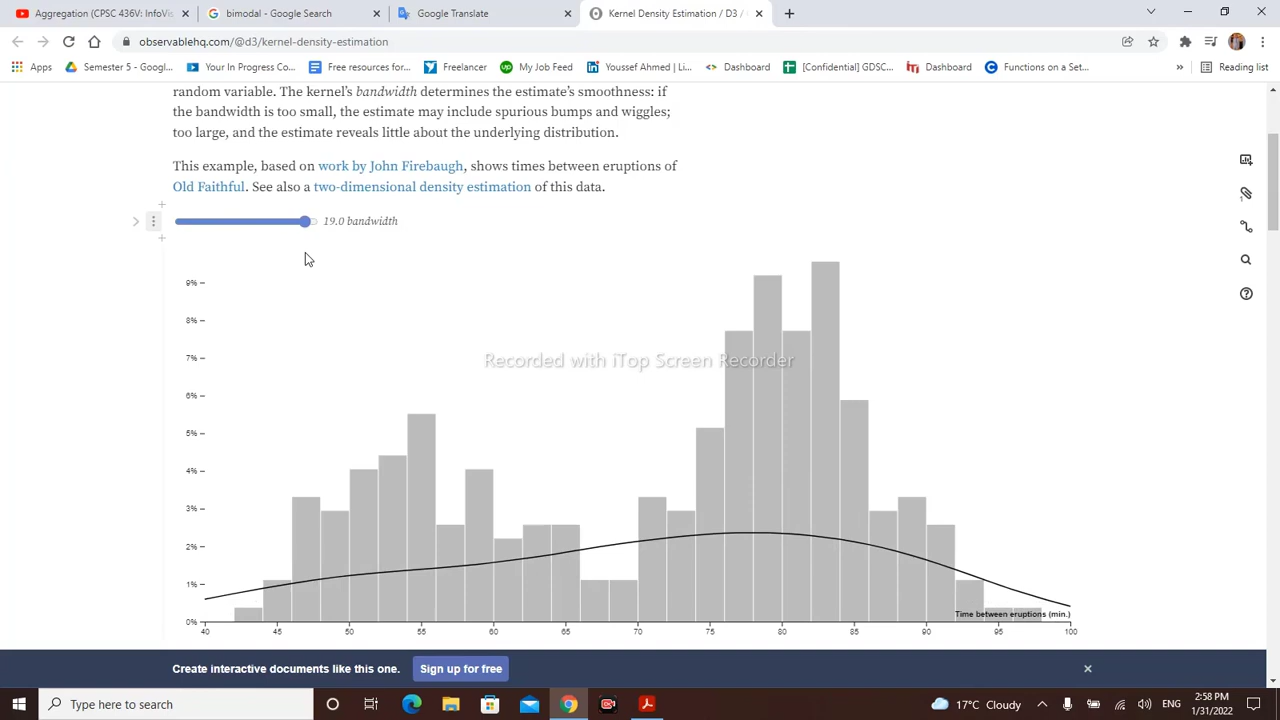 Aggregation (CPSC 436V: InfoVis
bimodal - Google Search
Google Translate
Kernel Density Estimation / D3 /
observablehq.com/@d3/kernel-density-estimation
Apps
Semester 5 - Googl...
Your In Progress Co...
Free resources for...
Freelancer
My Job Feed
Youssef Ahmed | Li...
Dashboard
[Confidential] GDSC...
Dashboard
Functions on a Set...
»
Reading list
random variable. The kernel's bandwidth determines the estimate's smoothness: if
the bandwidth is too small, the estimate may include spurious bumps and wiggles;
too large, and the estimate reveals little about the underlying distribution.
This example, based on work by John Firebaugh, shows times between eruptions of
Old Faithful. See also a two-dimensional density estimation of this data.
19.0 bandwidth
9%
8%
7%
Recorded with iTop Screen Recorder
6%
5%
4%
3%
2%
1%
Time between eruptions (min.)
0%
40 45 50 55 60 65 70 75 80 85 90 95 100
Create interactive documents like this one.
Sign up for free
Type here to search
17°C Cloudy
ENG
2:58 PM
1/31/2022